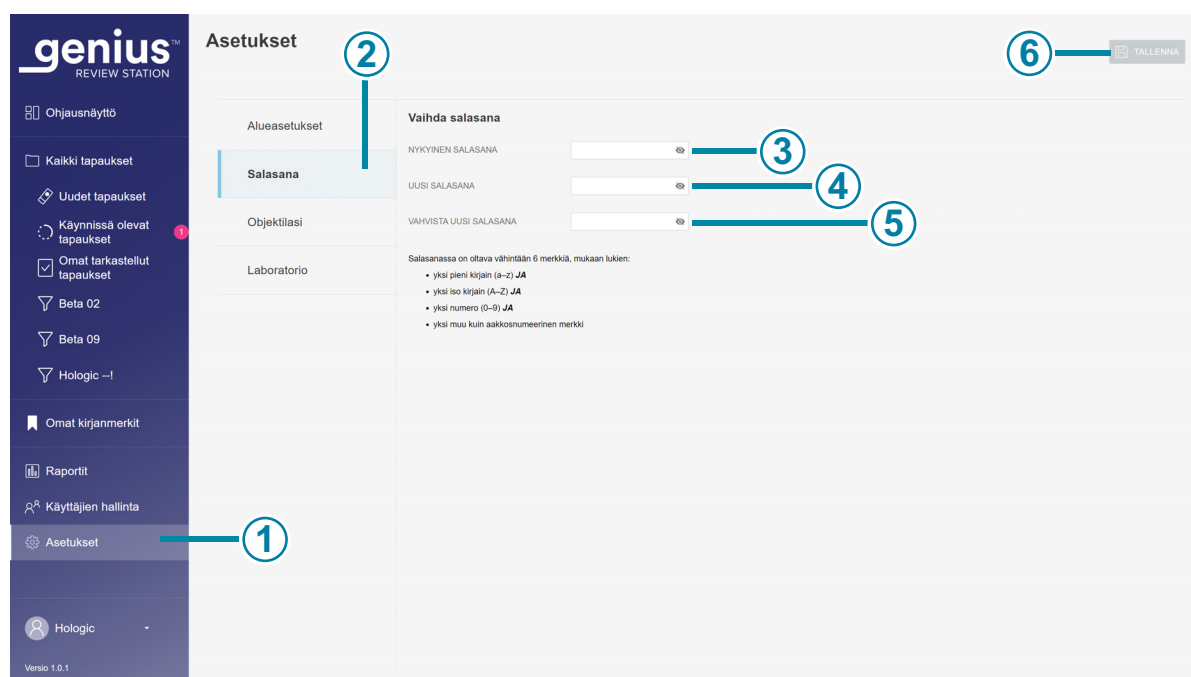 genius™
REVIEW STATION
Ohjausnäyttö
Kaikki tapaukset
Uudet tapaukset
Käynnissä olevat
tapaukset
1
Omat tarkastellut
tapaukset
Beta 02
Beta 09
Hologic --!
Omat kirjanmerkit
Raportit
Käyttäjien hallinta
Asetukset
1
Hologic
Versio 1.0.1
Asetukset
2
6
TALLENNA
Alueasetukset
Salasana
Objektilasi
Laboratorio
Vaihda salasana
NYKYINEN SALASANA
3
UUSI SALASANA
4
VAHVISTA UUSI SALASANA
5
Salasanassa on oltava vähintään 6 merkkiä, mukaan lukien:
• yksi pieni kirjain (a–z) JA
• yksi iso kirjain (A–Z) JA
• yksi numero (0–9) JA
• yksi muu kuin aakkosnumeerinen merkki